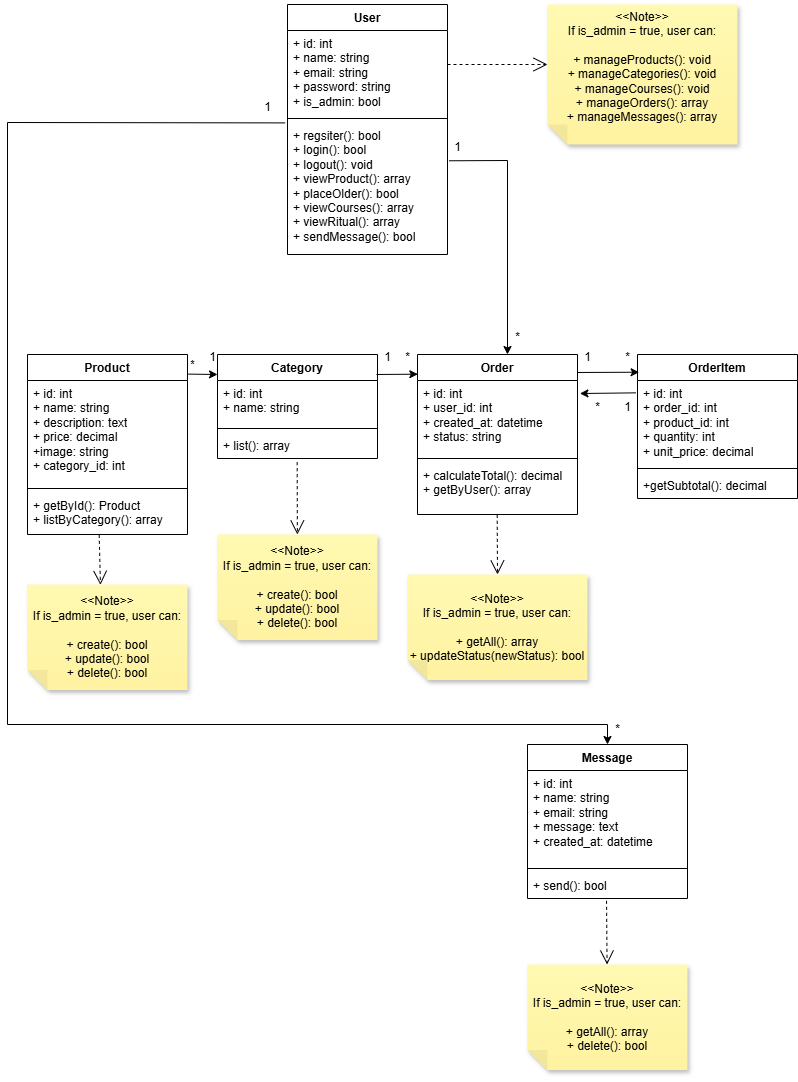 User
+ id: int
+ name: string
+ email: string
+ password: string
+ is_admin: bool
+ regsiter(): bool
+ login(): bool
+ logout(): void
+ viewProduct(): array
+ placeOlder(): bool
+ viewCourses(): array
+ viewRitual(): array
+ sendMessage(): bool
<<Note>>
If is_admin = true, user can:
+ manageProducts(): void
+ manageCategories(): void
+ manageCourses(): void
+ manageOrders(): array
+ manageMessages(): array
1
1
*
Product
+ id: int
+ name: string
+ description: text
+ price: decimal
+image: string
+ category_id: int
+ getById(): Product
+ listByCategory(): array
* 1
Category
+ id: int
+ name: string
+ list(): array
1 *
Order
+ id: int
+ user_id: int
+ created_at: datetime
+ status: string
+ calculateTotal(): decimal
+ getByUser(): array
1 *
* 1
OrderItem
+ id: int
+ order_id: int
+ product_id: int
+ quantity: int
+ unit_price: decimal
+getSubtotal(): decimal
<<Note>>
If is_admin = true, user can:
+ create(): bool
+ update(): bool
+ delete(): bool
<<Note>>
If is_admin = true, user can:
+ create(): bool
+ update(): bool
+ delete(): bool
<<Note>>
If is_admin = true, user can:
+ getAll(): array
+ updateStatus(newStatus): bool
*
Message
+ id: int
+ name: string
+ email: string
+ message: text
+ created_at: datetime
+ send(): bool
<<Note>>
If is_admin = true, user can:
+ getAll(): array
+ delete(): bool